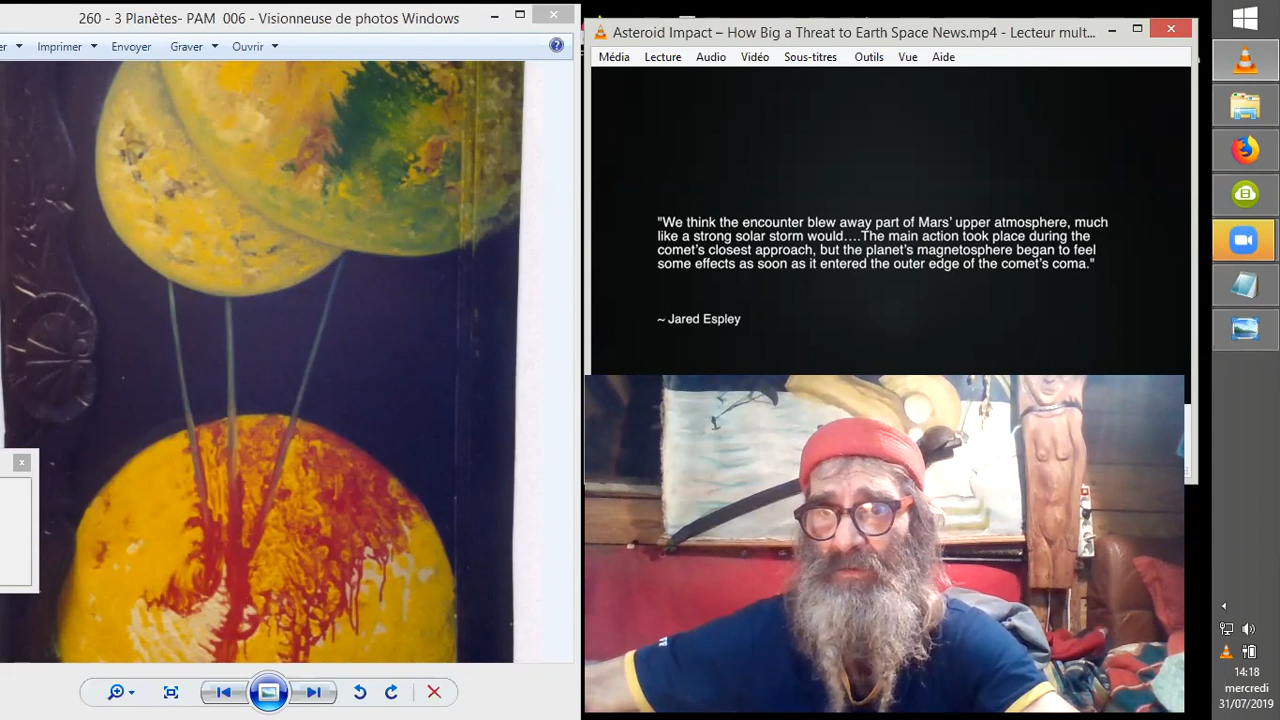 260 - 3 Planètes- PAM 006 - Visionneuse de photos Windows
Imprimer
Envoyer
Graver
Ouvrir
Asteroid Impact – How Big a Threat to Earth Space News.mp4 - Lecteur mult...
Média Lecture Audio Vidéo Sous-titres Outils Vue Aide
"We think the encounter blew away part of Mars' upper atmosphere, much
like a strong solar storm would....The main action took place during the
comet's closest approach, but the planet's magnetosphere began to feel
some effects as soon as it entered the outer edge of the comet's coma."
~ Jared Espley
14:18
mercredi
31/07/2019